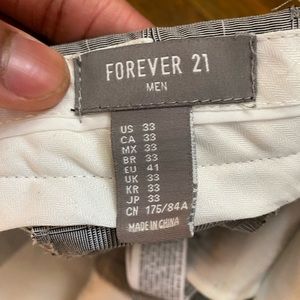 FOREVER 21
MEN
US 33
CA 33
MX 33
BR 33
EU 41
UK 33
KR 33
JP 33
CN 175/84A
MADE IN CHINA